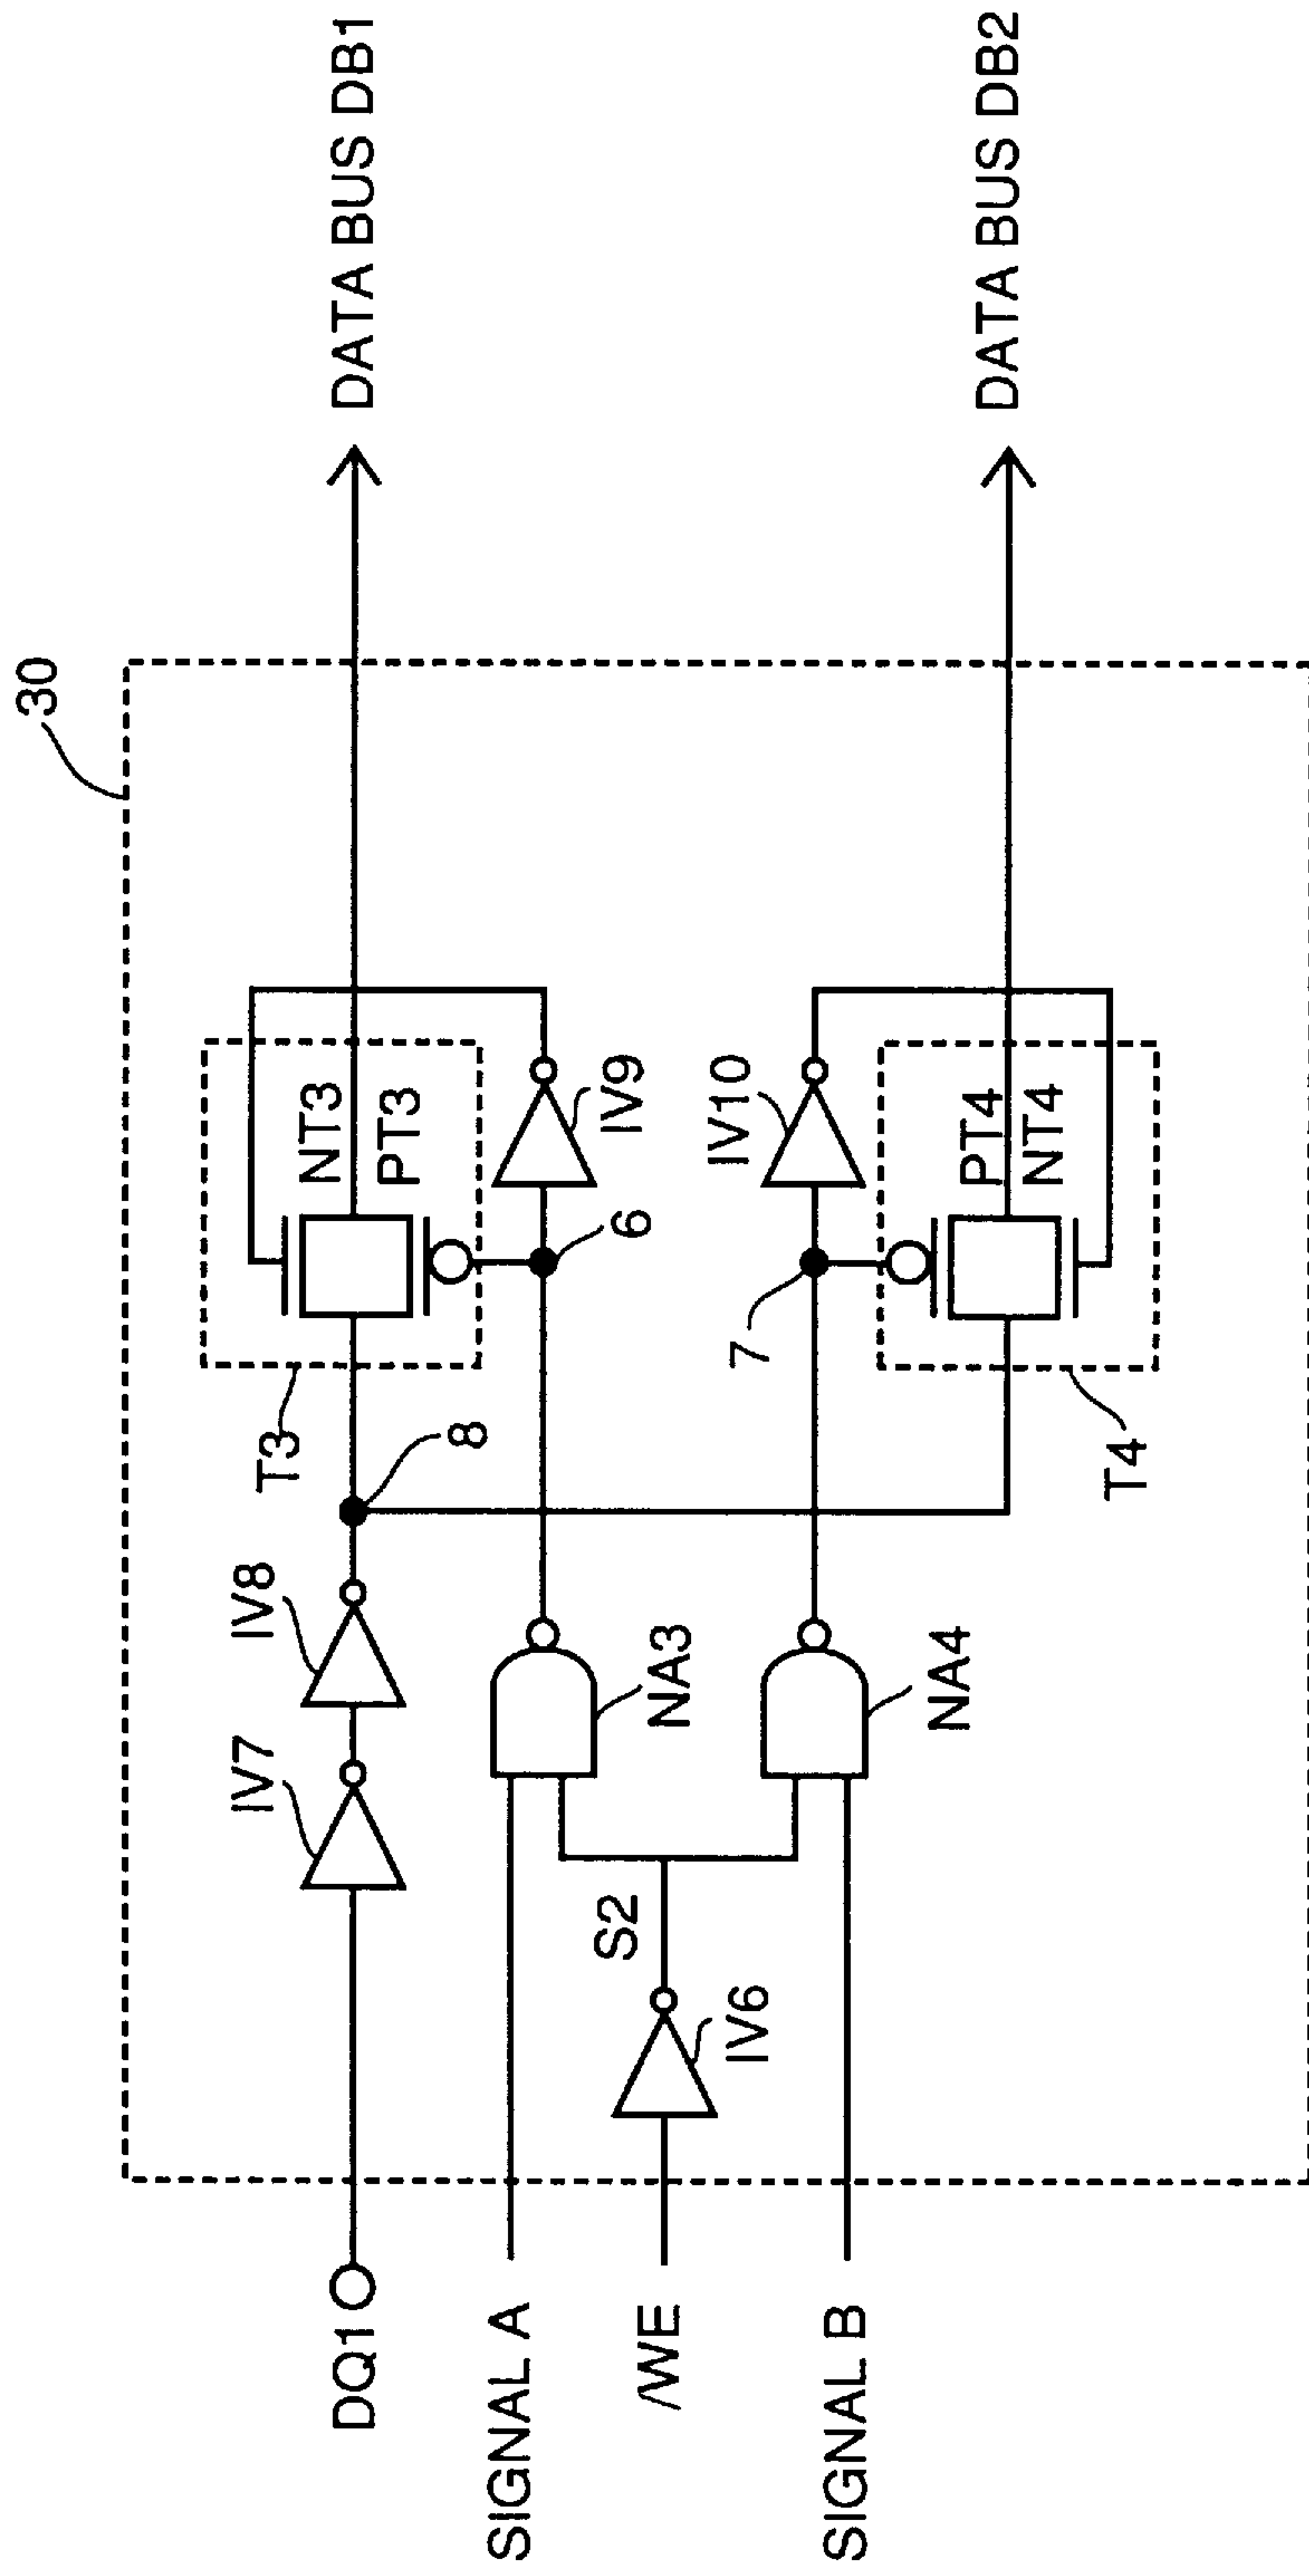 30
DQ1
IV7
IV8
8
T3
NT3
PT3
DATA BUS DB1
SIGNAL A
NA3
6
IV9
/WE
IV6
S2
SIGNAL B
NA4
7
IV10
PT4
NT4
T4
DATA BUS DB2